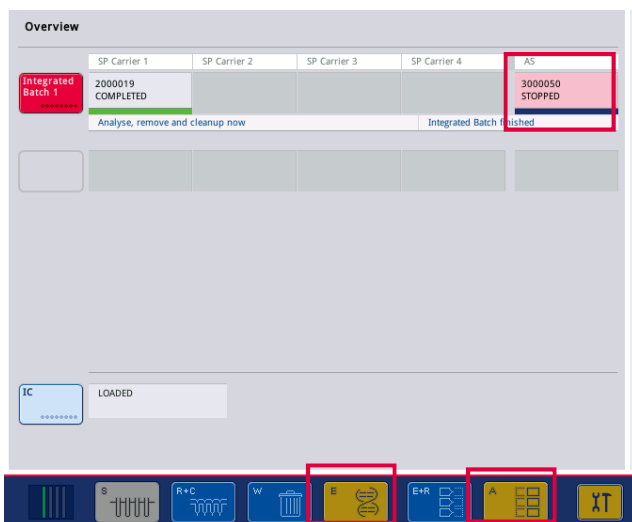 Overview
SP Carrier 1 SP Carrier 2 SP Carrier 3 SP Carrier 4 AS
Integrated
Batch 1
2000019
COMPLETED
3000050
STOPPED
Analyse, remove and cleanup now Integrated Batch finished
IC
LOADED
S R+C W E E+R A